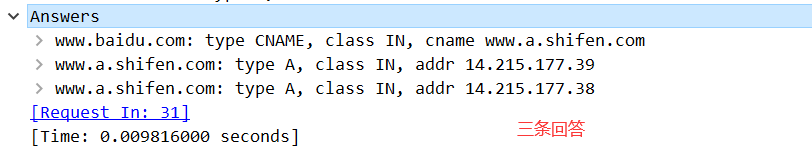 Answers
www.baidu.com: type CNAME, class IN, cname www.a.shifen.com
www.a.shifen.com: type A, class IN, addr 14.215.177.39
www.a.shifen.com: type A, class IN, addr 14.215.177.38
[Request In: 31]
[Time: 0.009816000 seconds]
三条回答